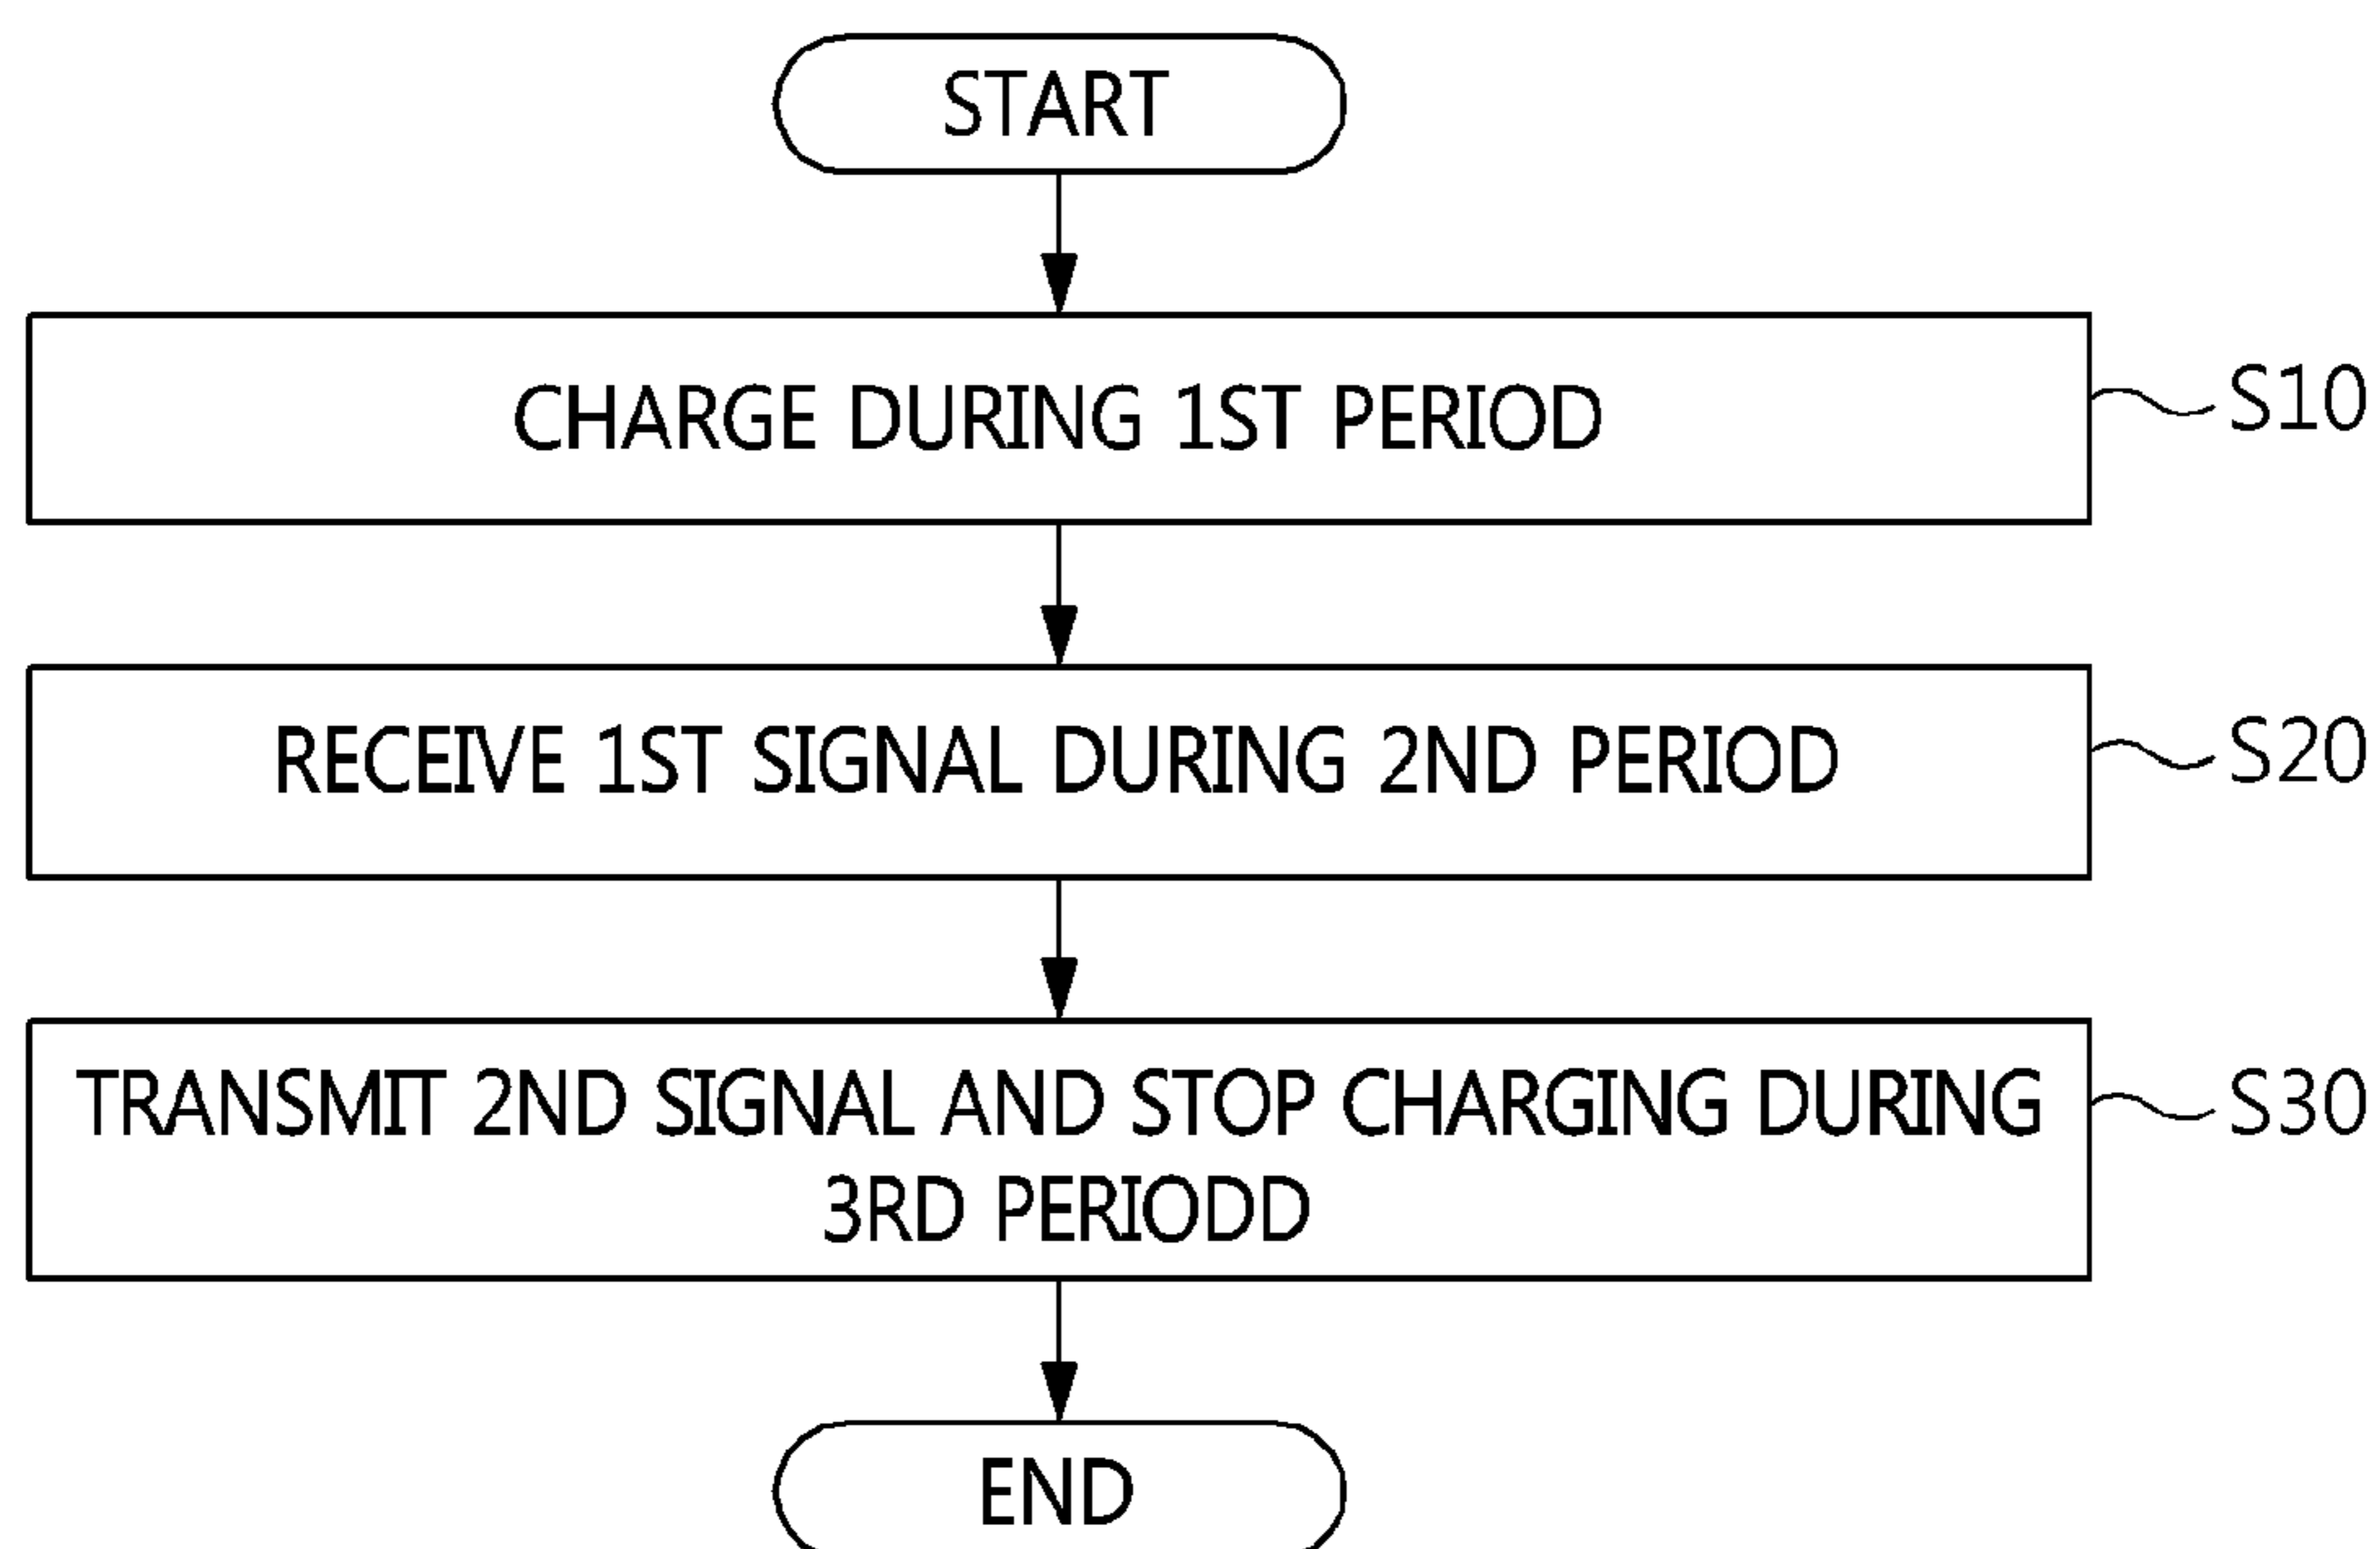 START
CHARGE DURING 1ST PERIOD
S10
RECEIVE 1ST SIGNAL DURING 2ND PERIOD
S20
TRANSMIT 2ND SIGNAL AND STOP CHARGING DURING
3RD PERIODD
S30
END